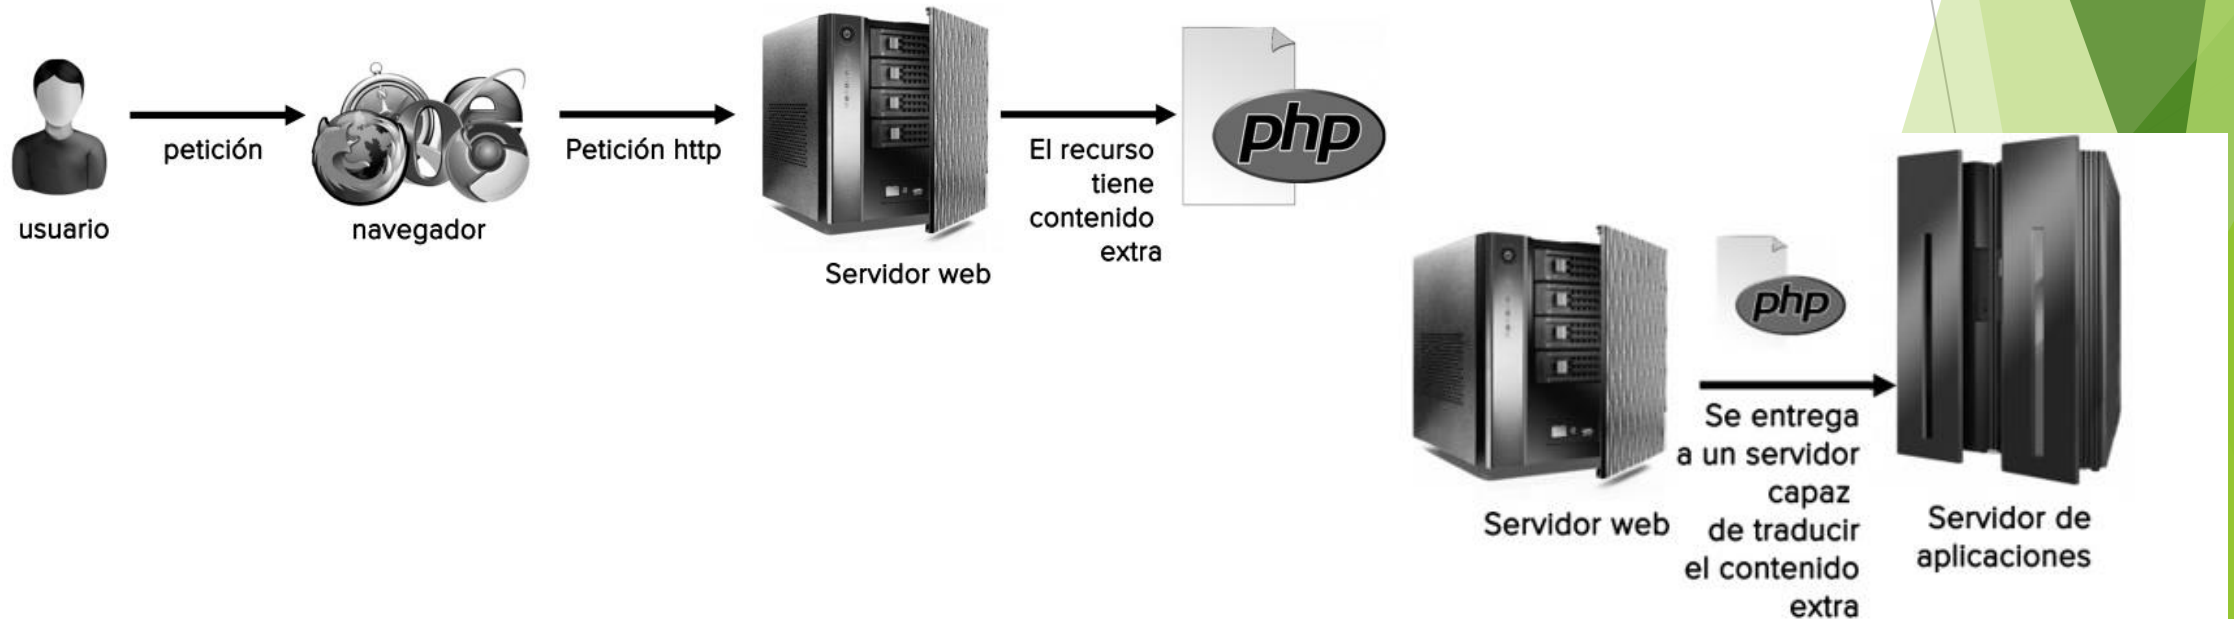 petición
usuario
navegador
Petición http
Servidor web
El recurso
tiene
contenido
extra
php
Servidor web
php
Se entrega
a un servidor
capaz
de traducir
el contenido
extra
Servidor de
aplicaciones